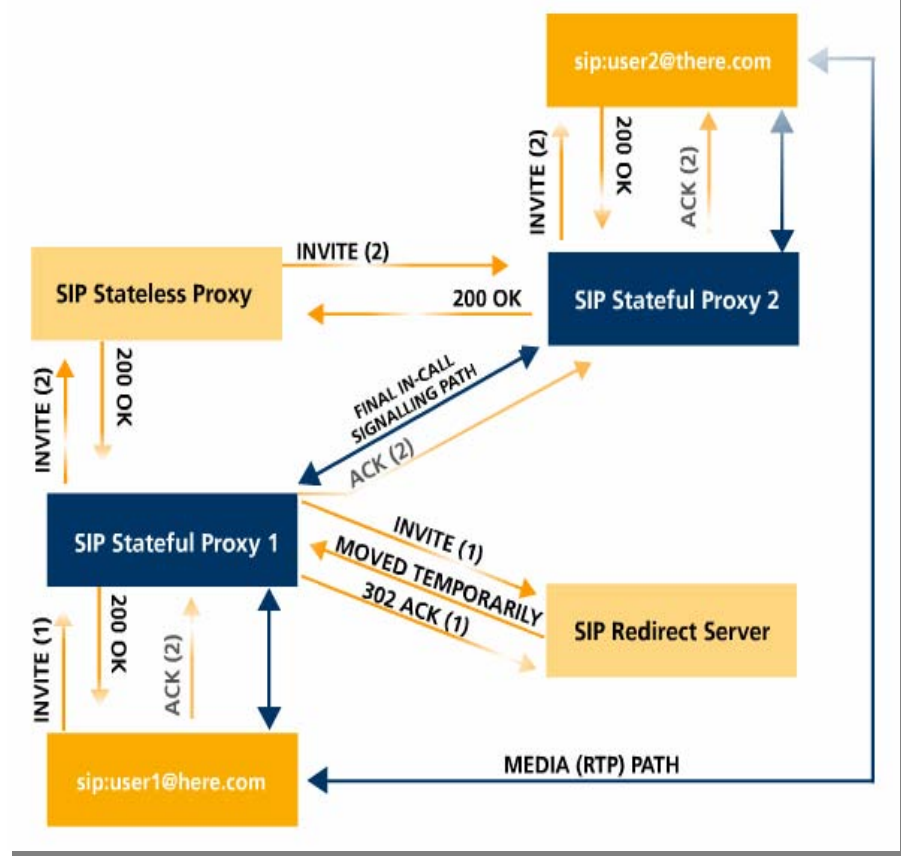 sip:user2@there.com
INVITE (2)
200 OK
ACK (2)
INVITE (2)
SIP Stateless Proxy
200 OK
SIP Stateful Proxy 2
INVITE (2)
200 OK
FINAL IN-CALL
SIGNALLING PATH
ACK (2)
SIP Stateful Proxy 1
INVITE (1)
MOVED TEMPORARILY
302 ACK (1)
SIP Redirect Server
INVITE (1)
200 OK
ACK (2)
sip:user1@here.com
MEDIA (RTP) PATH